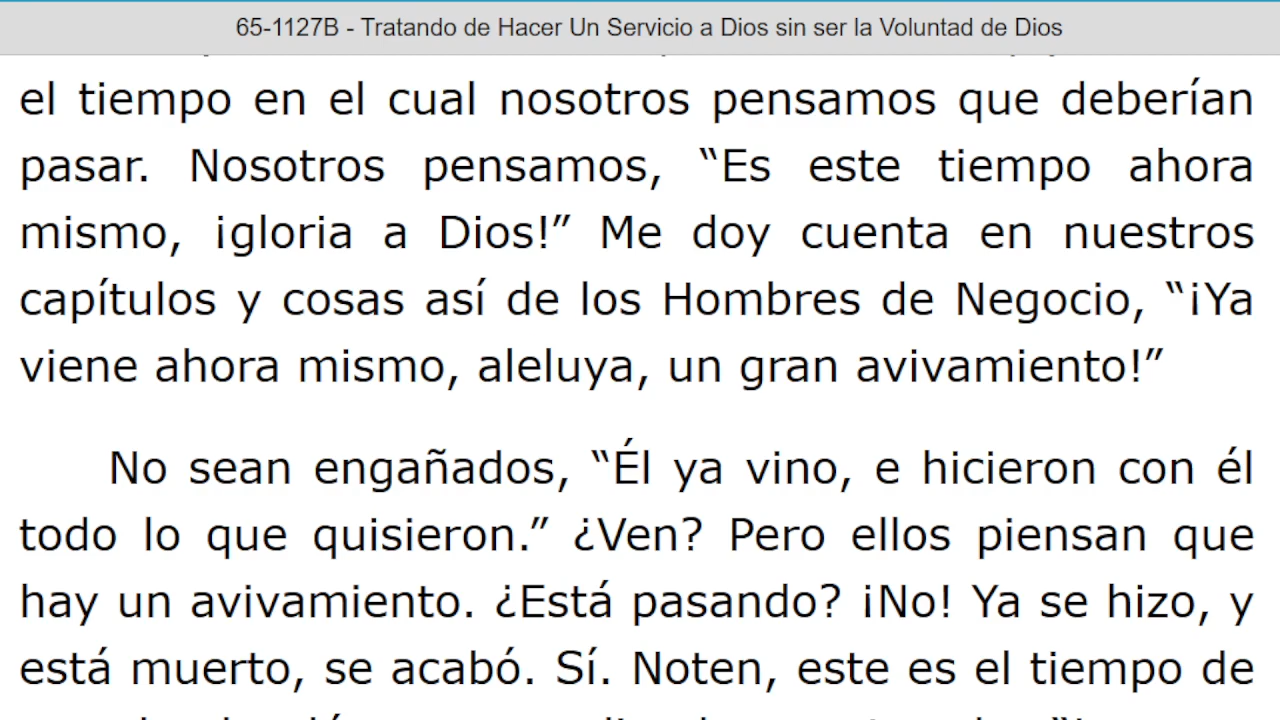 65-1127B - Tratando de Hacer Un Servicio a Dios sin ser la Voluntad de Dios
el tiempo en el cual nosotros pensamos que deberían
pasar. Nosotros pensamos, “Es este tiempo ahora
mismo, ¡gloria a Dios!” Me doy cuenta en nuestros
capítulos y cosas así de los Hombres de Negocio, “¡Ya
viene ahora mismo, aleluya, un gran avivamiento!”
No sean engañados, “Él ya vino, e hicieron con él
todo lo que quisieron.” ¿Ven? Pero ellos piensan que
hay un avivamiento. ¿Está pasando? ¡No! Ya se hizo, y
está muerto, se acabó. Sí. Noten, este es el tiempo de